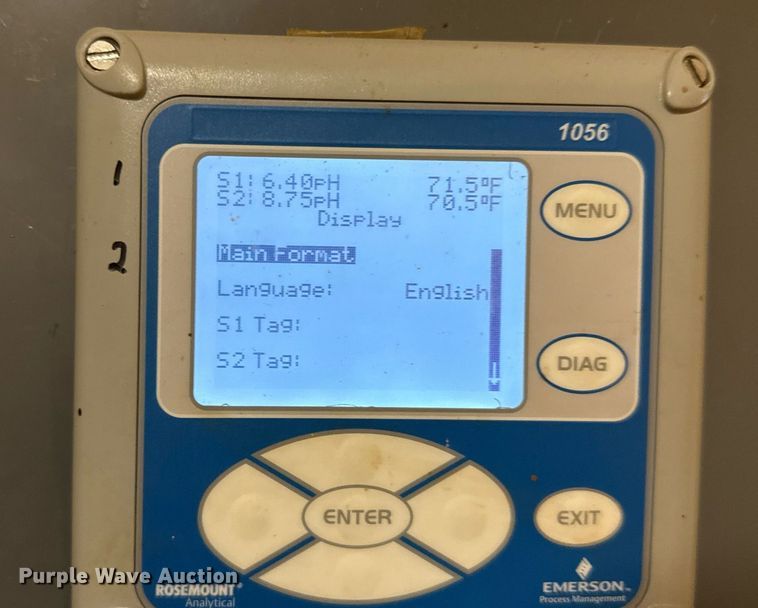 1056
1
2
S1: 6.40pH 71.5°F
S2: 8.75pH 70.5°F
Display
Main Format
Language: English
S1 Tag:
S2 Tag:
MENU
DIAG
ENTER
EXIT
Purple Wave Auction
ROSEMOUNT®
Analytical
EMERSON™
Process Management